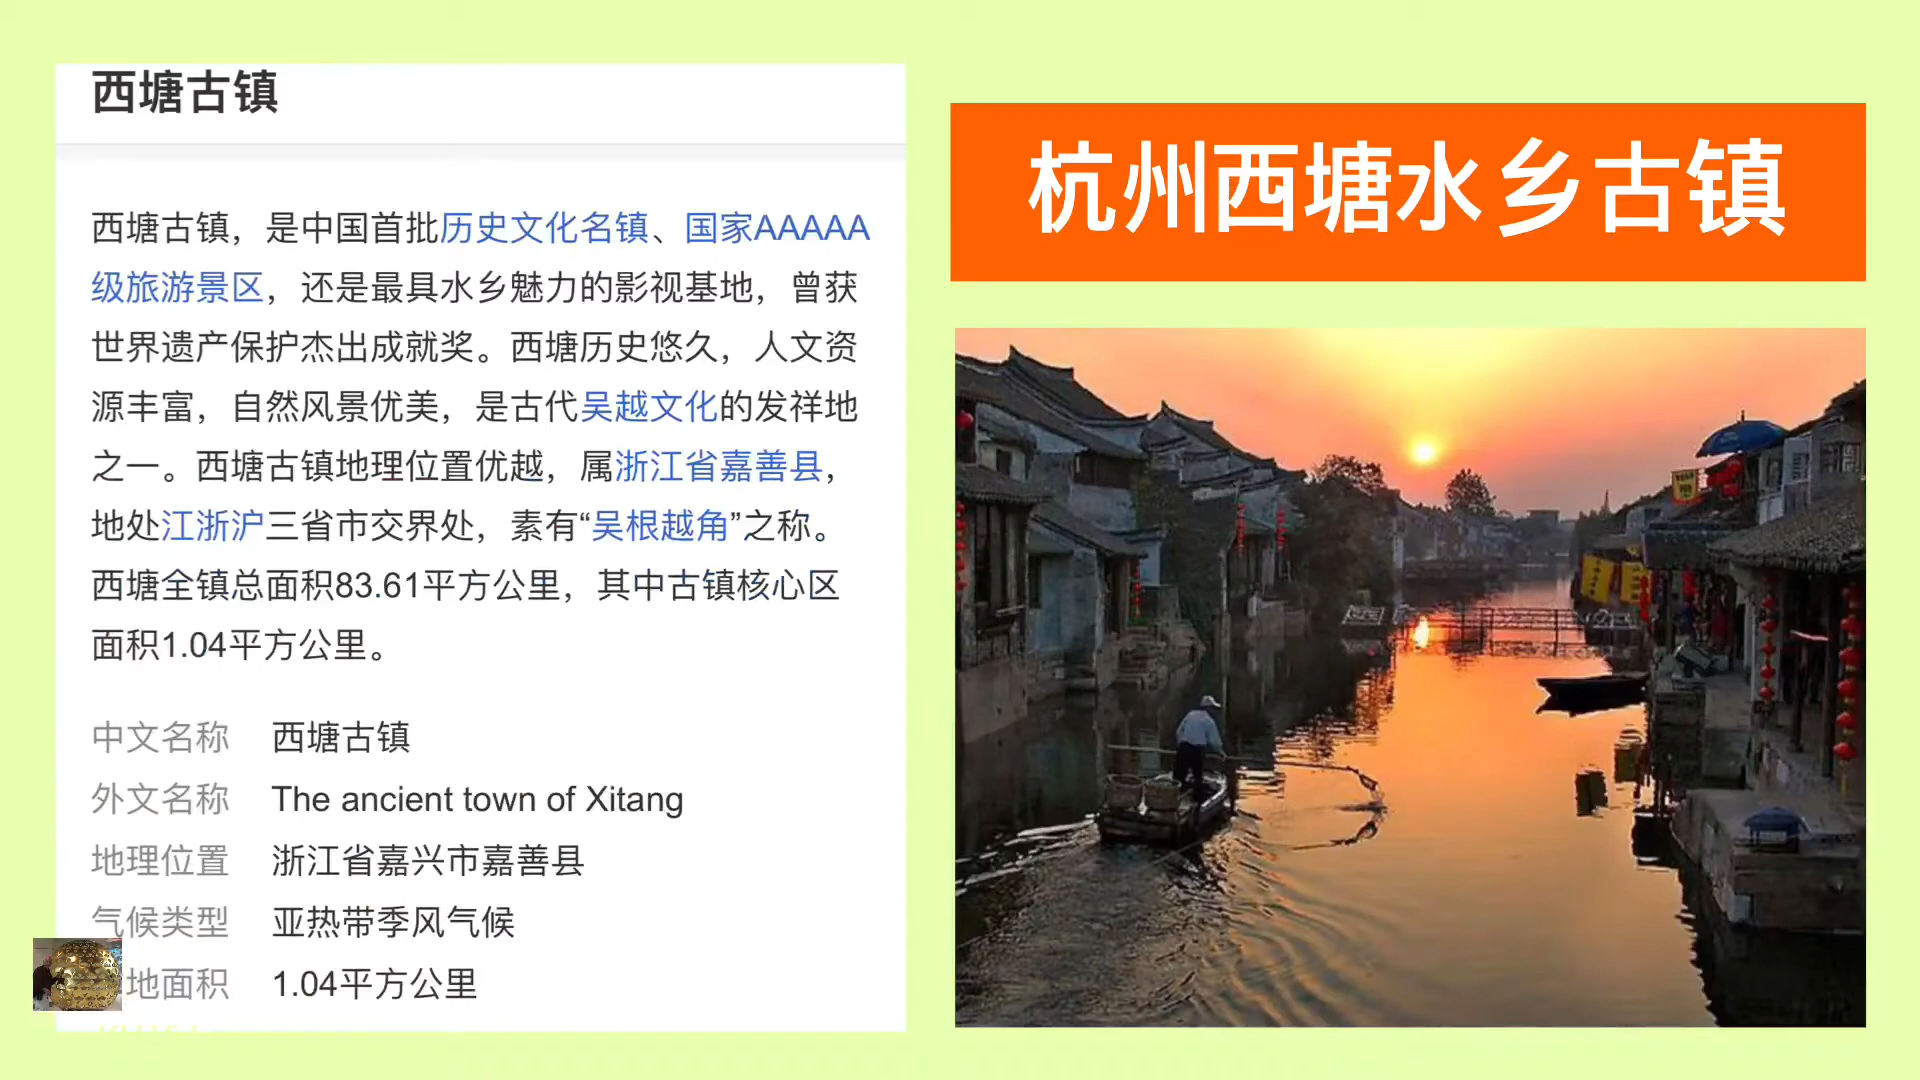 西塘古镇
西塘古镇，是中国首批历史文化名镇、国家AAAAA
级旅游景区，还是最具水乡魅力的影视基地，曾获
世界遗产保护杰出成就奖。西塘历史悠久，人文资
源丰富，自然风景优美，是古代吴越文化的发祥地
之一。西塘古镇地理位置优越，属浙江省嘉善县，
地处江浙沪三省市交界处，素有“吴根越角”之称。
西塘全镇总面积83.61平方公里，其中古镇核心区
面积1.04平方公里。
中文名称 西塘古镇
外文名称 The ancient town of Xitang
地理位置 浙江省嘉兴市嘉善县
气候类型 亚热带季风气候
地面积 1.04平方公里
杭州西塘水乡古镇